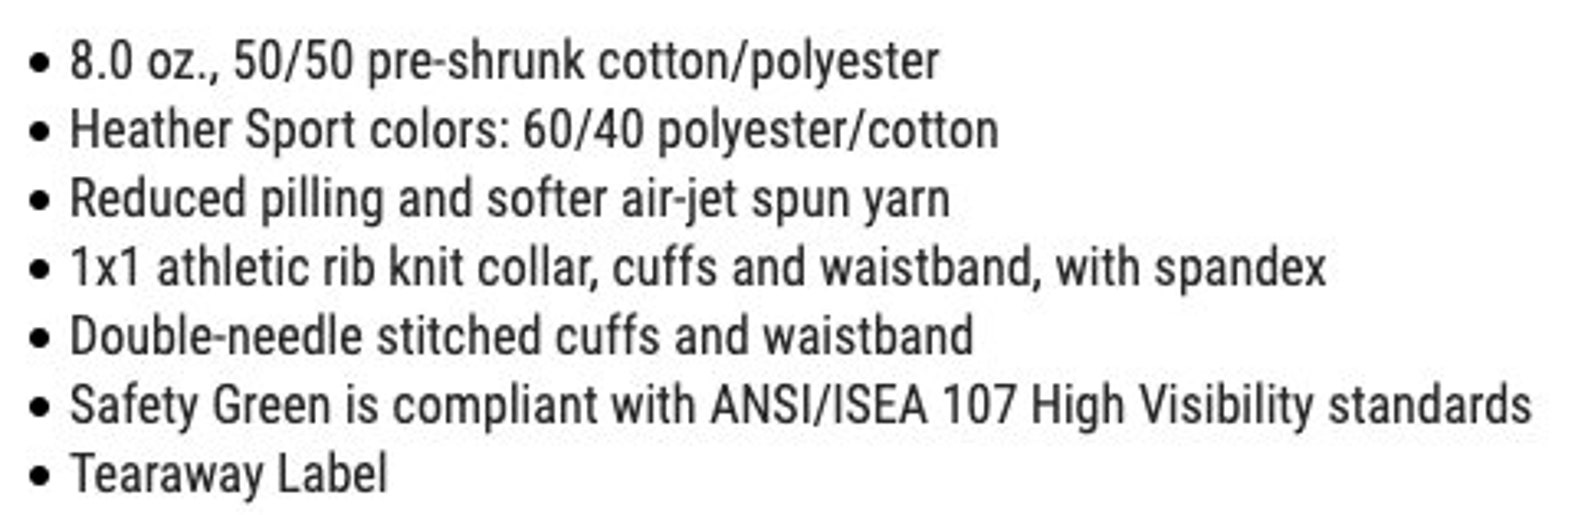 • 8.0 oz., 50/50 pre-shrunk cotton/polyester
• Heather Sport colors: 60/40 polyester/cotton
• Reduced pilling and softer air-jet spun yarn
• 1x1 athletic rib knit collar, cuffs and waistband, with spandex
• Double-needle stitched cuffs and waistband
• Safety Green is compliant with ANSI/ISEA 107 High Visibility standards
• Tearaway Label